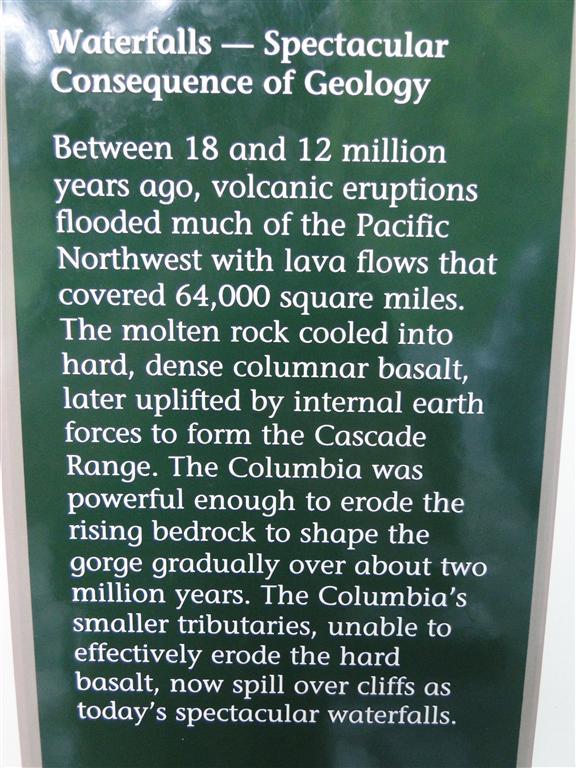 Waterfalls — Spectacular
Consequence of Geology
Between 18 and 12 million
years ago, volcanic eruptions
flooded much of the Pacific
Northwest with lava flows that
covered 64,000 square miles.
The molten rock cooled into
hard, dense columnar basalt,
later uplifted by internal earth
forces to form the Cascade
Range. The Columbia was
powerful enough to erode the
rising bedrock to shape the
gorge gradually over about two
million years. The Columbia's
smaller tributaries, unable to
effectively erode the hard
basalt, now spill over cliffs as
today's spectacular waterfalls.